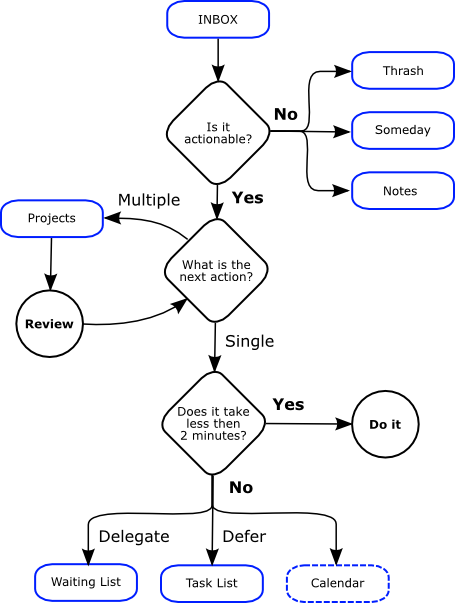 INBOX
Thrash
Is it
actionable?
No
Someday
Notes
Yes
Multiple
Projects
What is the
next action?
Review
Single
Does it take
less then
2 minutes?
Yes
Do it
No
Delegate
Defer
Waiting List
Task List
Calendar